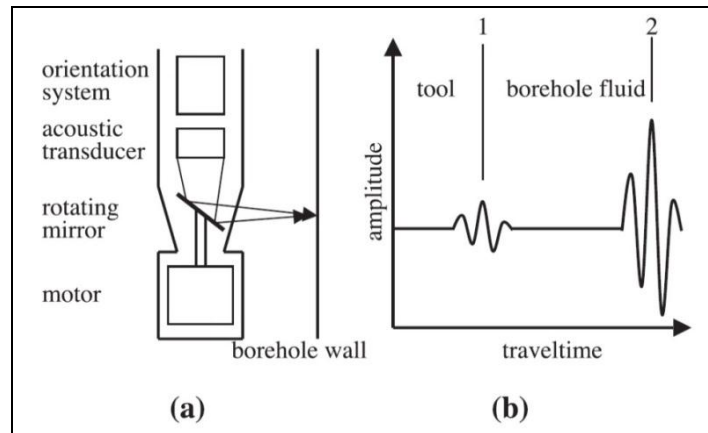 orientation
system
acoustic
transducer
rotating
mirror
motor
borehole wall
(a)
1
2
tool
borehole fluid
amplitude
traveltime
(b)